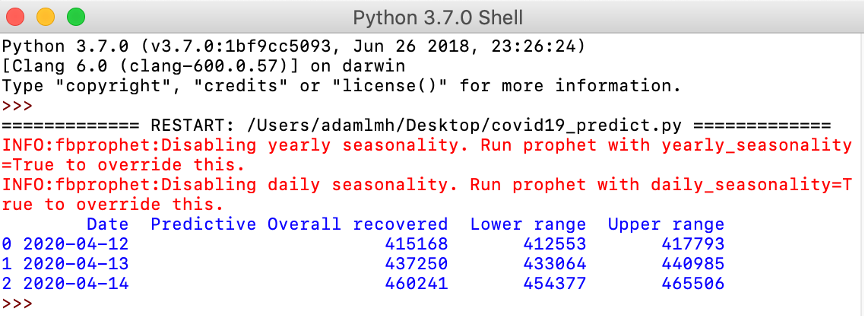 Python 3.7.0 Shell
Python 3.7.0 (v3.7.0:1bf9cc5093, Jun 26 2018, 23:26:24)
[Clang 6.0 (clang-600.0.57)] on darwin
Type "copyright", "credits" or "license()" for more information.
>>>
============= RESTART: /Users/adamlmh/Desktop/covid19_predict.py =============
INFO:fbprophet:Disabling yearly seasonality. Run prophet with yearly_seasonality
=True to override this.
INFO:fbprophet:Disabling daily seasonality. Run prophet with daily_seasonality=T
rue to override this.
        Date  Predictive Overall recovered  Lower range  Upper range
0 2020-04-12                        415168       412553       417793
1 2020-04-13                        437250       433064       440985
2 2020-04-14                        460241       454377       465506
>>>